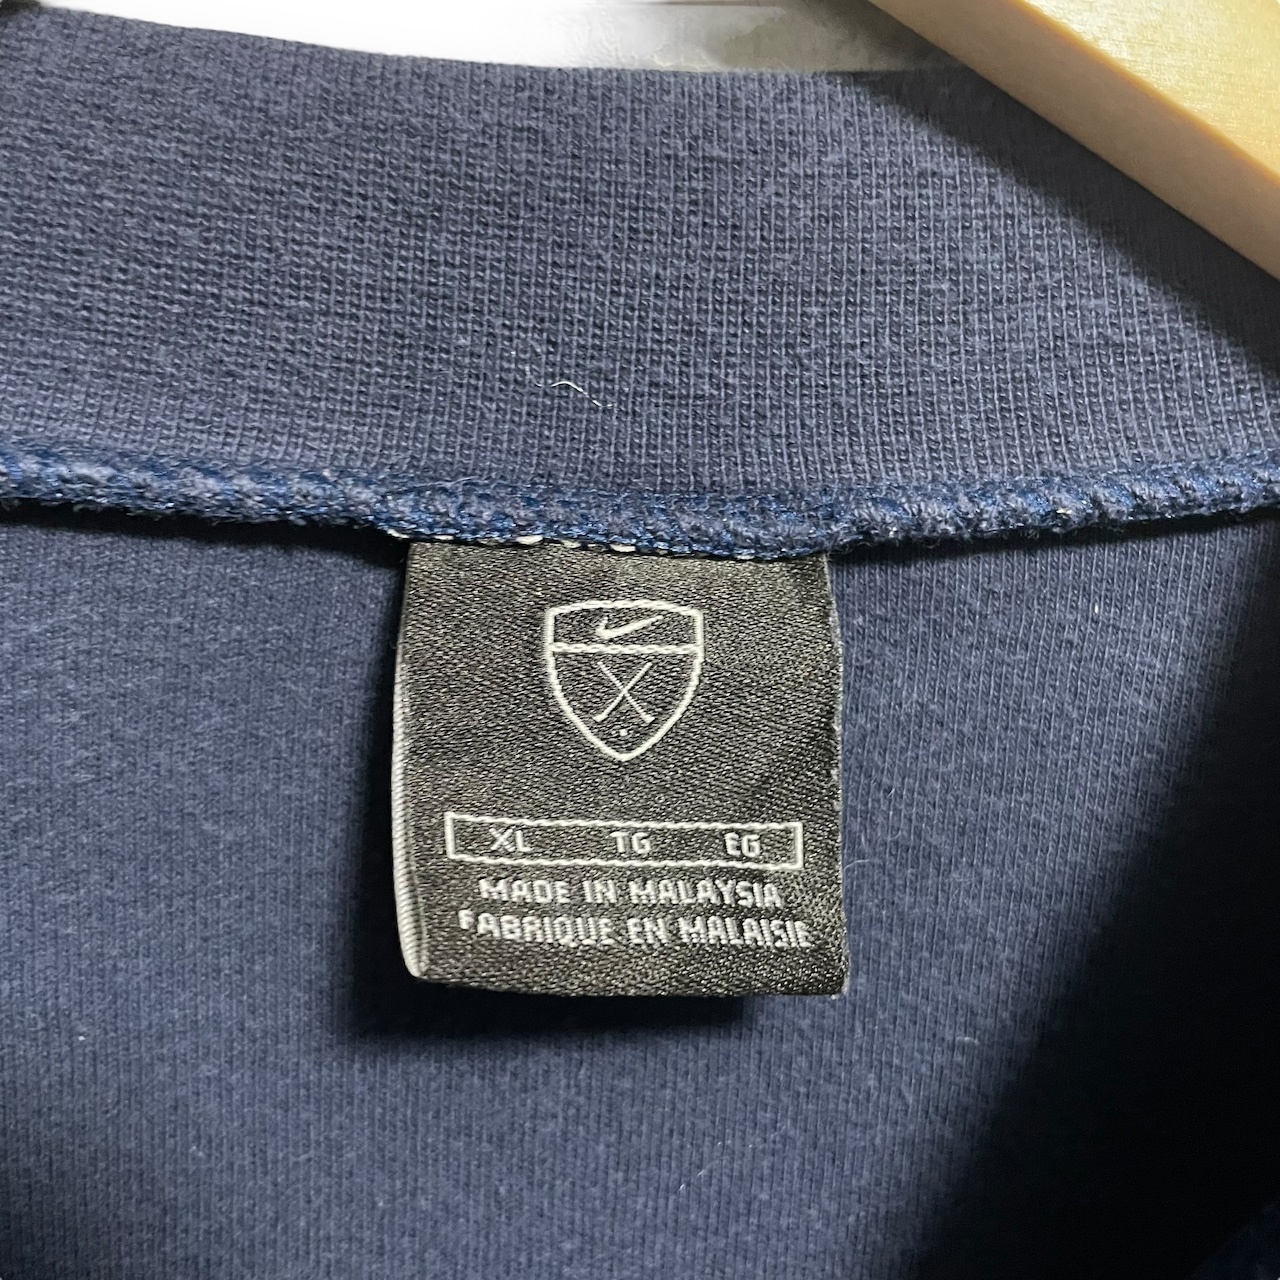 XL TG EG
MADE IN MALAYSIA
FABRIQUE EN MALAISIE